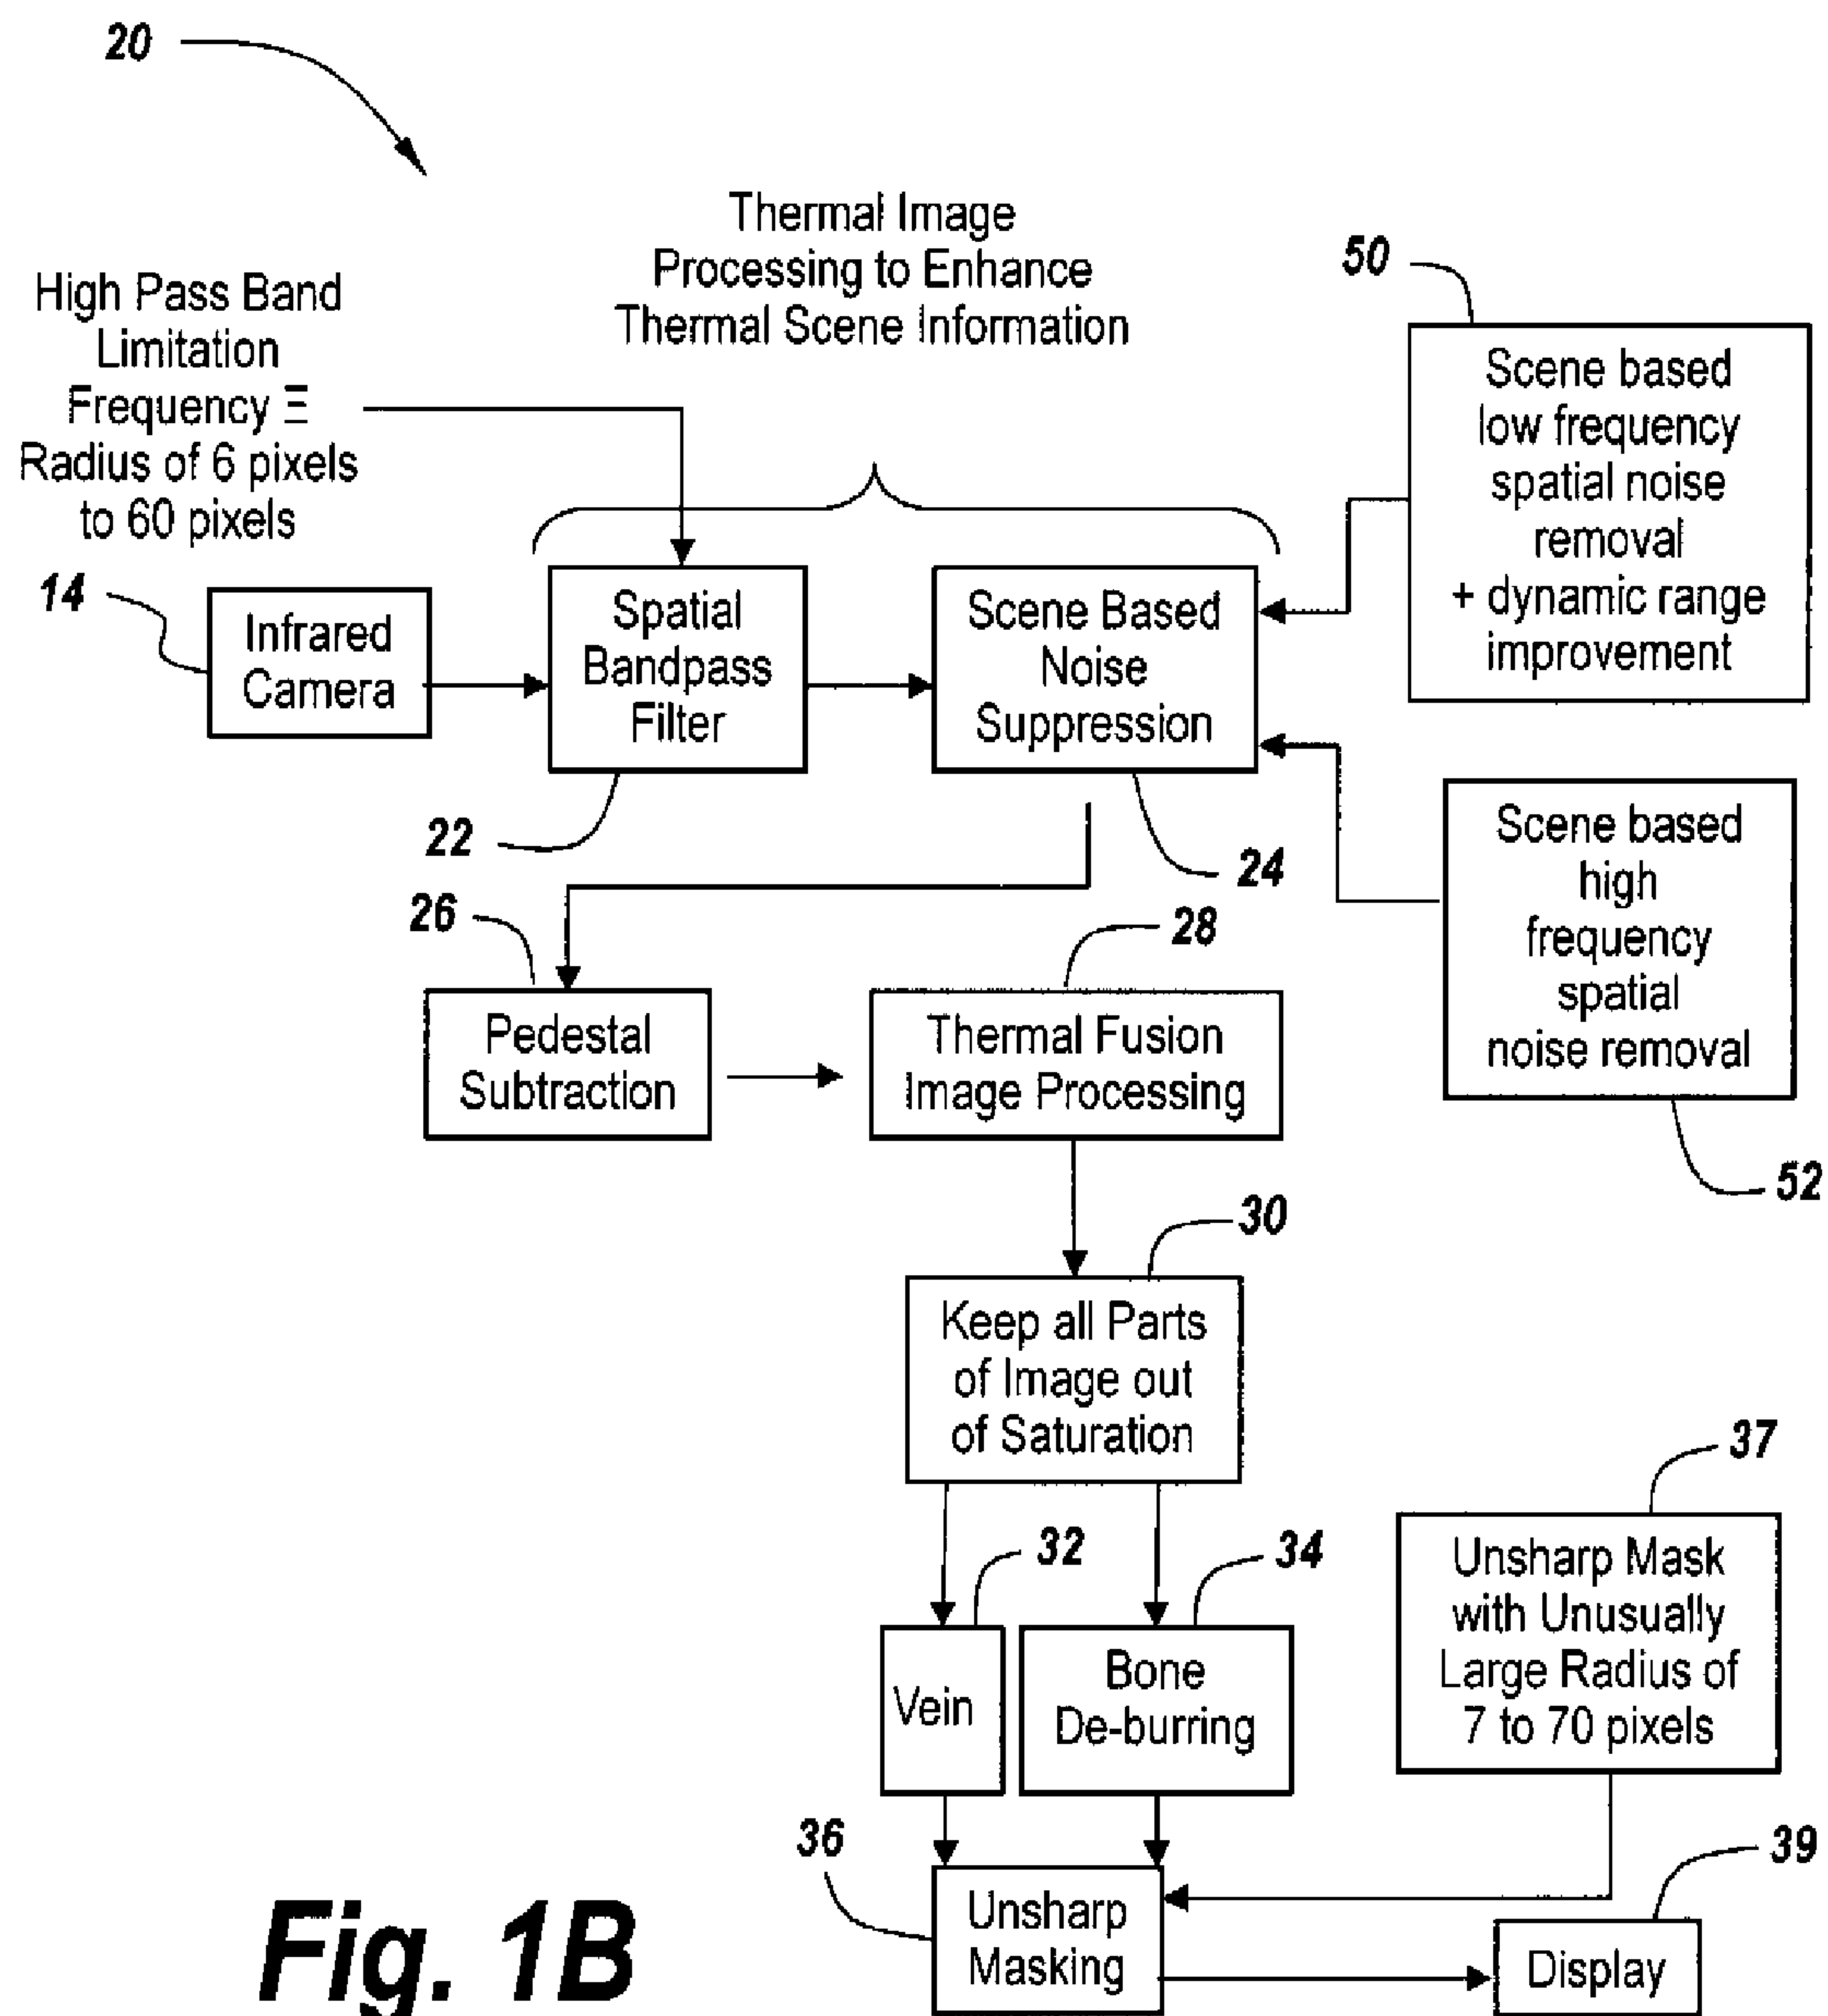 20
Thermal Image
Processing to Enhance
Thermal Scene Information
High Pass Band
Limitation
Frequency Ξ
Radius of 6 pixels
to 60 pixels
50
Scene based
low frequency
spatial noise
removal
+ dynamic range
improvement
14
Infrared
Camera
Spatial
Bandpass
Filter
22
Scene Based
Noise
Suppression
24
Scene based
high
frequency
spatial
noise removal
52
26
Pedestal
Subtraction
28
Thermal Fusion
Image Processing
30
Keep all Parts
of Image out
of Saturation
32
Vein
34
Bone
De-burring
37
Unsharp Mask
with Unusually
Large Radius of
7 to 70 pixels
36
Unsharp
Masking
39
Display
Fig. 1B